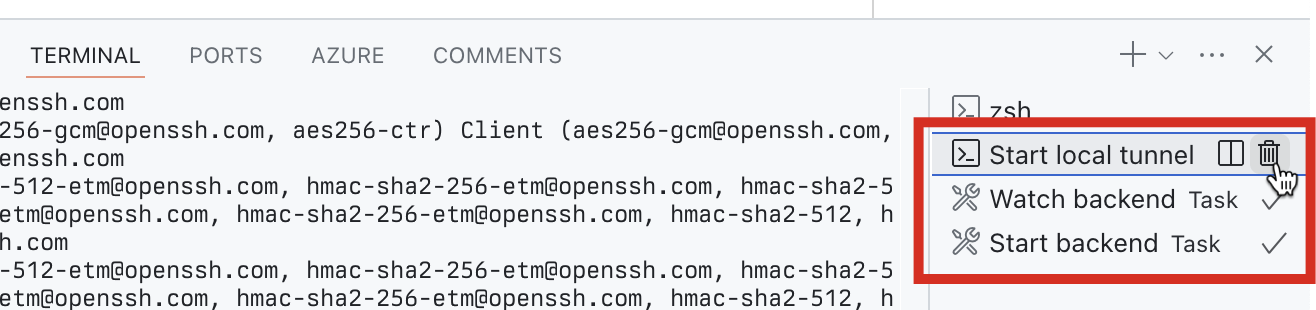 TERMINAL PORTS AZURE COMMENTS
enssh.com
256-gcm@openssh.com, aes256-ctr) Client (aes256-gcm@openssh.com,
enssh.com
-512-etm@openssh.com, hmac-sha2-256-etm@openssh.com, hmac-sha2-5
etm@openssh.com, hmac-sha2-256-etm@openssh.com, hmac-sha2-512, h
h.com
-512-etm@openssh.com, hmac-sha2-256-etm@openssh.com, hmac-sha2-5
etm@openssh.com, hmac-sha2-256-etm@openssh.com, hmac-sha2-512, h
zsh
Start local tunnel
Watch backend Task
Start backend Task